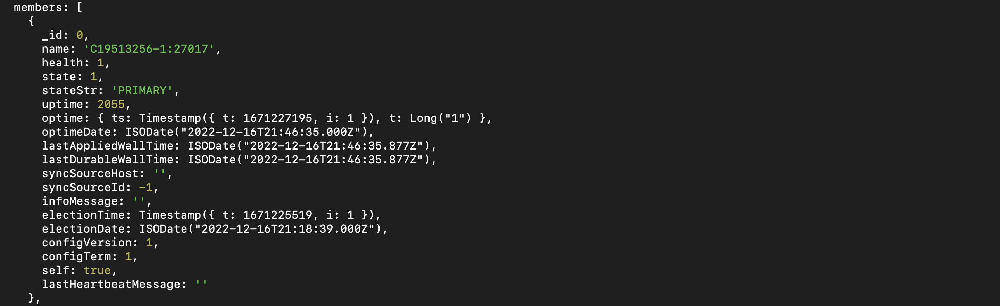 members: [
{
_id: 0,
name: 'C19513256-1:27017',
health: 1,
state: 1,
stateStr: 'PRIMARY',
uptime: 2055,
optime: { ts: Timestamp({ t: 1671227195, i: 1 }), t: Long("1") },
optimeDate: ISODate("2022-12-16T21:46:35.000Z"),
lastAppliedWallTime: ISODate("2022-12-16T21:46:35.877Z"),
lastDurableWallTime: ISODate("2022-12-16T21:46:35.877Z"),
syncSourceHost: '',
syncSourceId: -1,
infoMessage: '',
electionTime: Timestamp({ t: 1671225519, i: 1 }),
electionDate: ISODate("2022-12-16T21:18:39.000Z"),
configVersion: 1,
configTerm: 1,
self: true,
lastHeartbeatMessage: ''
},